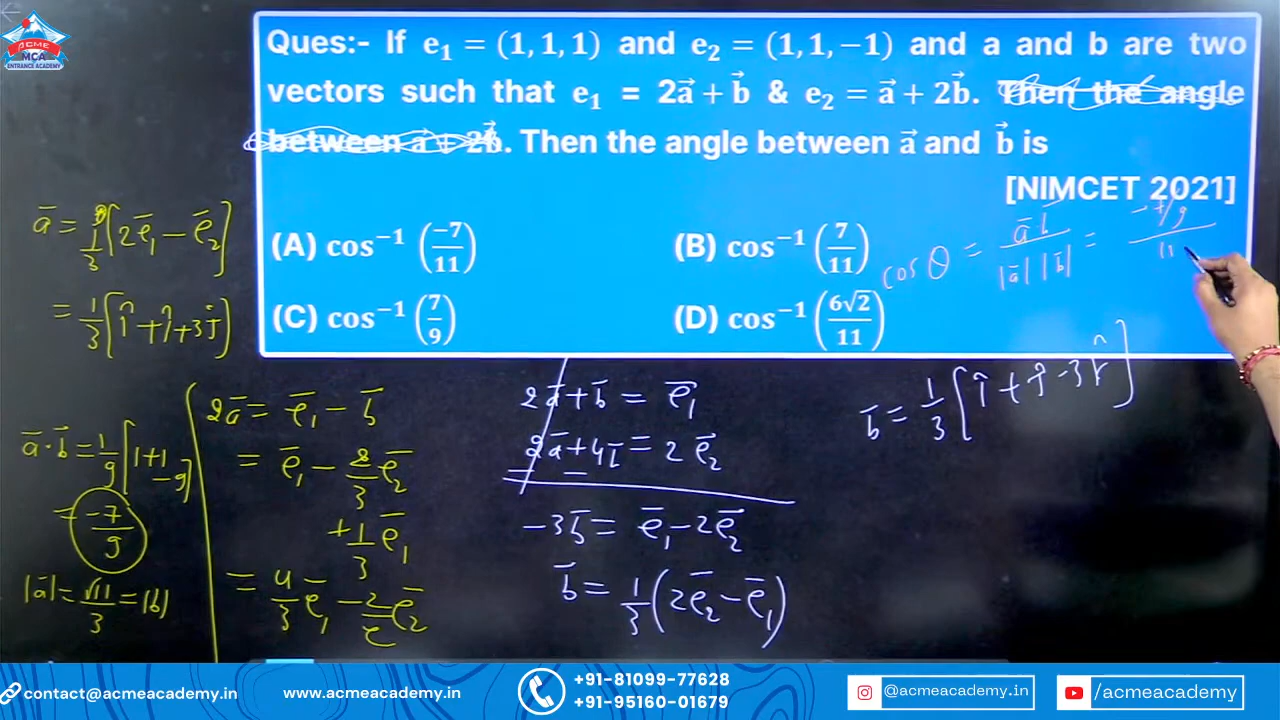 ACME
MCA
ENTRANCE ACADEMY
Ques:- If e₁ = (1, 1, 1) and e₂ = (1, 1, −1) and a and b are two
vectors such that e₁ = 2a⃗ + b⃗ & e₂ = a⃗ + 2b⃗. Then the angle
between a⃗ + 2b⃗. Then the angle between a⃗ and b⃗ is
[NIMCET 2021]
(A) cos⁻¹ (−7/11)
(B) cos⁻¹ (7/11)
(C) cos⁻¹ (7/9)
(D) cos⁻¹ (6√2/11)
cos θ = a̅ b̅ / |a̅| |b̅| = −7/9 / 11
a̅ = 1/3 [2e̅₁ − e̅₂]
= 1/3 [î + ĵ + 3ĵ]
a̅ · b̅ = 1/9 [1+1 −9]
= −7/9
|a̅| = √11/3 = |b|
2a̅ = e̅₁ − b̅
= e̅₁ − 2/3 e̅₂
+ 1/3 e̅₁
= 4/3 e̅₁ − 2/3 e̅₂
2a̅ + b̅ = e̅₁
2a̅ + 4b̅ = 2e̅₂
−3b̅ = e̅₁ − 2e̅₂
b̅ = 1/3 (2e̅₂ − e̅₁)
b̅ = 1/3 [î + ĵ − 3k̂]
contact@acmeacademy.in
www.acmeacademy.in
+91-81099-77628
+91-95160-01679
@acmeacademy.in
/acmeacademy